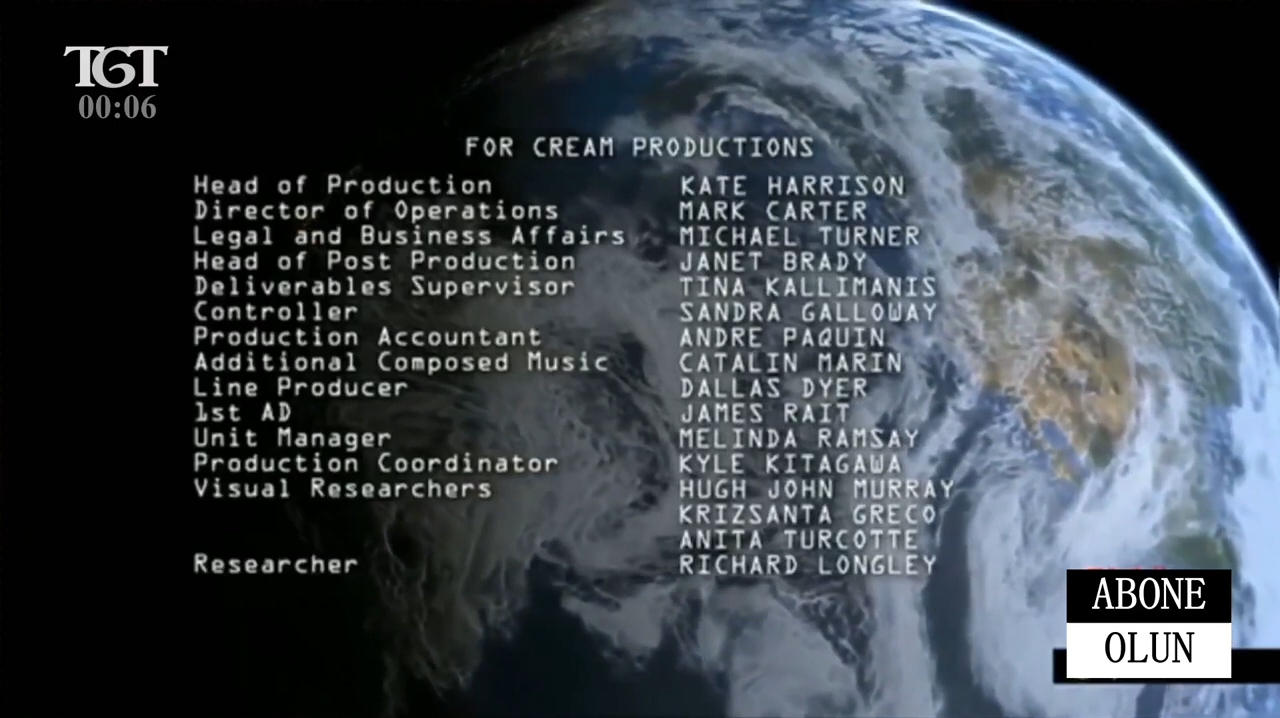 TGT
00:06
FOR CREAM PRODUCTIONS
Head of Production KATE HARRISON
Director of Operations MARK CARTER
Legal and Business Affairs MICHAEL TURNER
Head of Post Production JANET BRADY
Deliverables Supervisor TINA KALLIMANIS
Controller SANDRA GALLOWAY
Production Accountant ANDRE PAQUIN
Additional Composed Music CATALIN MARIN
Line Producer DALLAS DYER
1st AD JAMES RAIT
Unit Manager MELINDA RAMSAY
Production Coordinator KYLE KITAGAWA
Visual Researchers HUGH JOHN MURRAY
KRIZSANTA GRECO
ANITA TURCOTTE
Researcher RICHARD LONGLEY
ABONE
OLUN